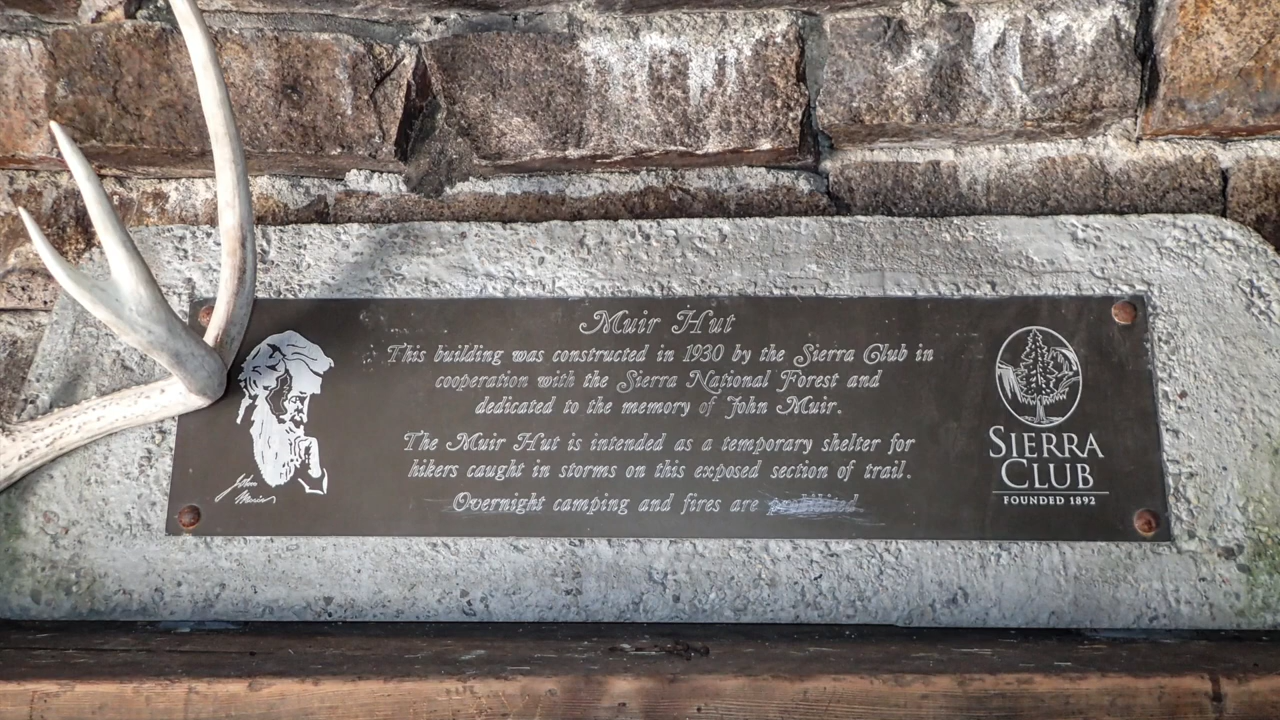 Muir Hut
This building was constructed in 1930 by the Sierra Club in
cooperation with the Sierra National Forest and
dedicated to the memory of John Muir.
The Muir Hut is intended as a temporary shelter for
hikers caught in storms on this exposed section of trail.
Overnight camping and fires are
John
Muir
SIERRA
CLUB
FOUNDED 1892